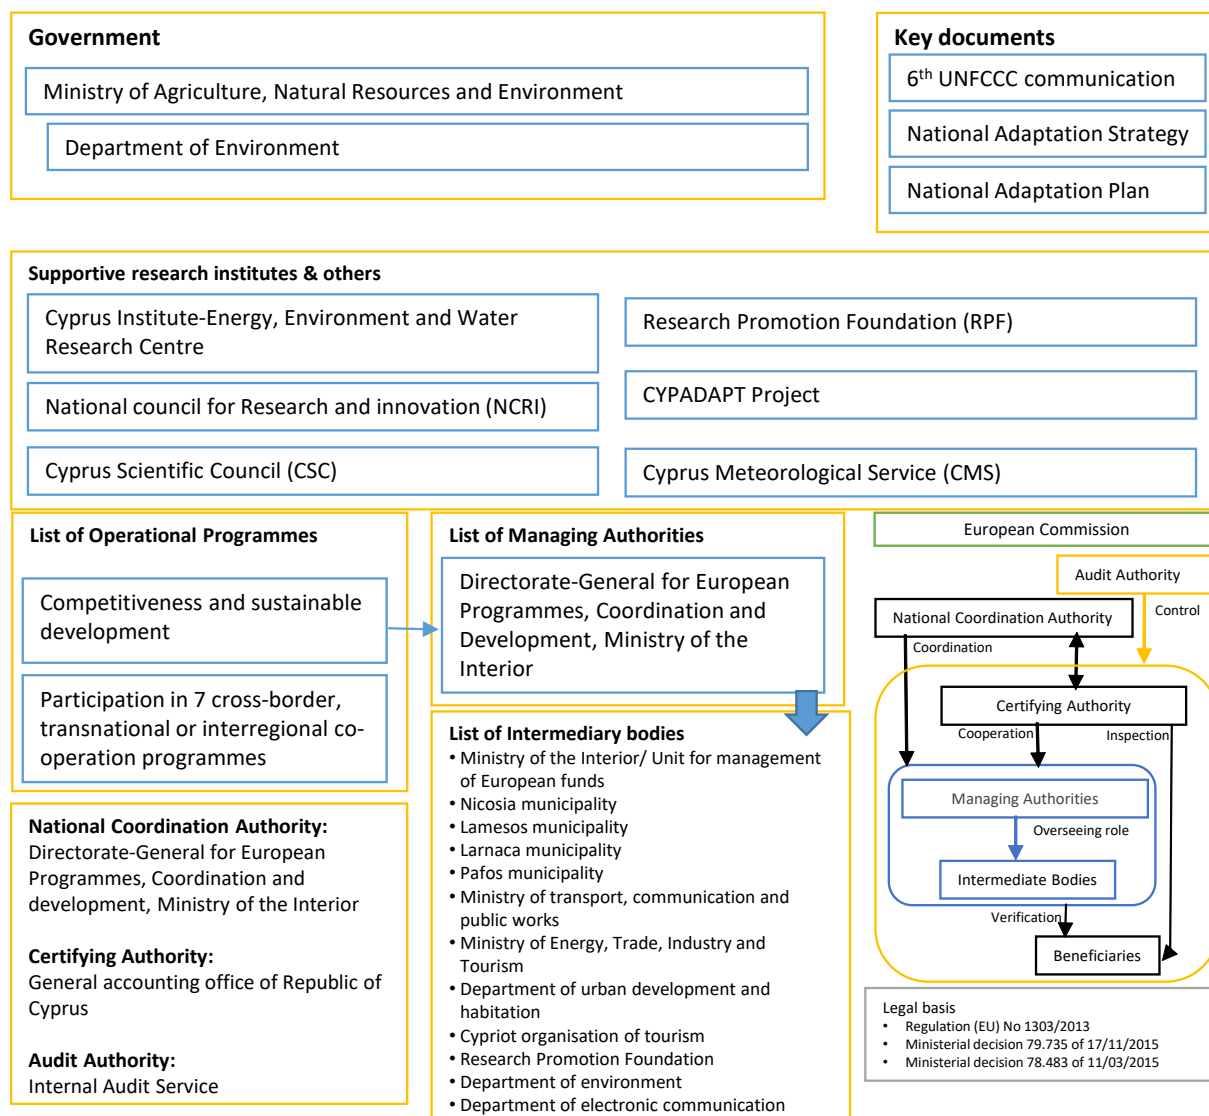 Government
Ministry of Agriculture, Natural Resources and Environment
Department of Environment
Key documents
6th UNFCCC communication
National Adaptation Strategy
National Adaptation Plan
Supportive research institutes & others
Cyprus Institute-Energy, Environment and Water
Research Centre
National council for Research and innovation (NCRI)
Cyprus Scientific Council (CSC)
Research Promotion Foundation (RPF)
CYPADAPT Project
Cyprus Meteorological Service (CMS)
List of Operational Programmes
Competitiveness and sustainable
development
Participation in 7 cross-border,
transnational or interregional co-
operation programmes
National Coordination Authority:
Directorate-General for European
Programmes, Coordination and
development, Ministry of the Interior
Certifying Authority:
General accounting office of Republic of
Cyprus
Audit Authority:
Internal Audit Service
List of Managing Authorities
Directorate-General for European
Programmes, Coordination and
Development, Ministry of the
Interior
List of Intermediary bodies
• Ministry of the Interior/ Unit for management
of European funds
• Nicosia municipality
• Lamesos municipality
• Larnaca municipality
• Pafos municipality
• Ministry of transport, communication and
public works
• Ministry of Energy, Trade, Industry and
Tourism
• Department of urban development and
habitation
• Cypriot organisation of tourism
• Research Promotion Foundation
• Department of environment
• Department of electronic communication
European Commission
Audit Authority
Control
National Coordination Authority
Coordination
Certifying Authority
Cooperation
Inspection
Managing Authorities
Overseeing role
Intermediate Bodies
Verification
Beneficiaries
Legal basis
• Regulation (EU) No 1303/2013
• Ministerial decision 79.735 of 17/11/2015
• Ministerial decision 78.483 of 11/03/2015